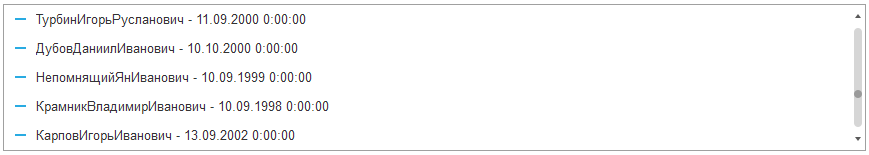 ТурбинИгорьРусланович - 11.09.2000 0:00:00
ДубовДаниилИванович - 10.10.2000 0:00:00
НепомнящийЯнИванович - 10.09.1999 0:00:00
КрамникВладимирИванович - 10.09.1998 0:00:00
КарповИгорьИванович - 13.09.2002 0:00:00